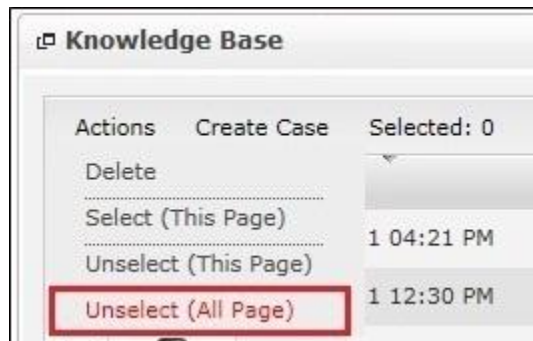 Knowledge Base
Actions Create Case Selected: 0
Delete
Select (This Page)
1 04:21 PM
Unselect (This Page)
1 12:30 PM
Unselect (All Page)